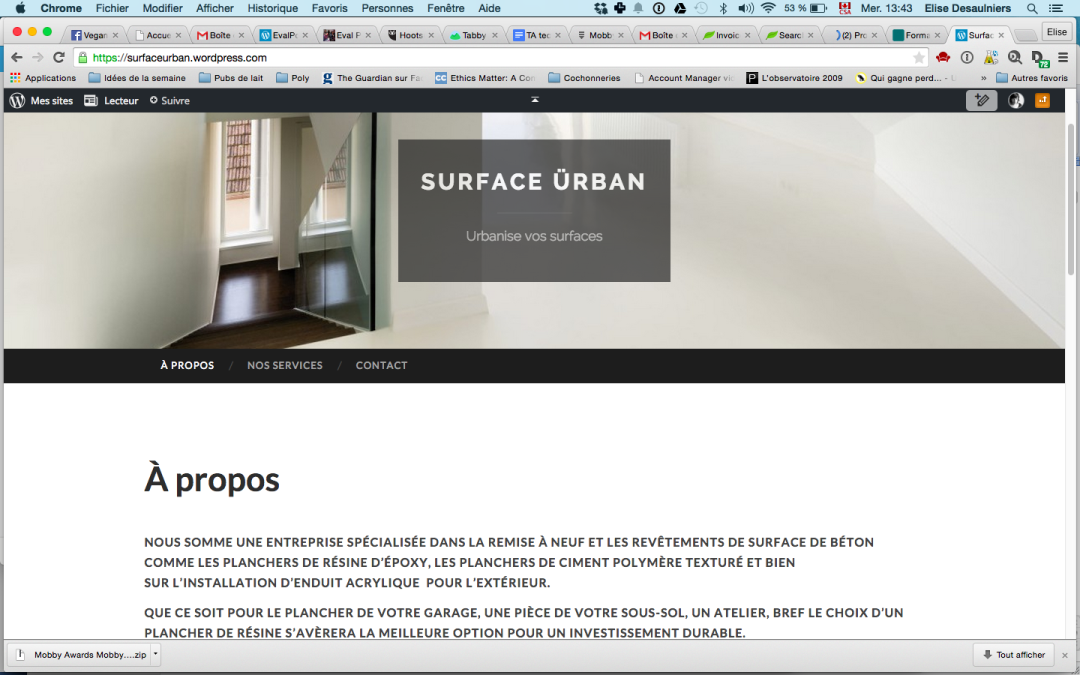 Chrome Fichier Modifier Afficher Historique Favoris Personnes Fenêtre Aide 53 % Mer. 13:43 Elise Desaulniers
Vegan Accue Boîte EvalPo Eval P Hoots Tabby TA tec Mobb Boîte Invoic Searc (2) Pro Forma Surfac Elise
https://surfaceurban.wordpress.com
72
Applications Idées de la semaine Pubs de lait Poly The Guardian sur Fa Ethics Matter: A Con Cochonneries Account Manager vi L'observatoire 2009 Qui gagne perd... - » Autres favoris
Mes sites Lecteur Suivre
SURFACE ÜRBAN
Urbanise vos surfaces
À PROPOS / NOS SERVICES / CONTACT
À propos
NOUS SOMME UNE ENTREPRISE SPÉCIALISÉE DANS LA REMISE À NEUF ET LES REVÊTEMENTS DE SURFACE DE BÉTON
COMME LES PLANCHERS DE RÉSINE D'ÉPOXY, LES PLANCHERS DE CIMENT POLYMÈRE TEXTURÉ ET BIEN
SUR L'INSTALLATION D'ENDUIT ACRYLIQUE POUR L'EXTÉRIEUR.
QUE CE SOIT POUR LE PLANCHER DE VOTRE GARAGE, UNE PIÈCE DE VOTRE SOUS-SOL, UN ATELIER, BREF LE CHOIX D'UN
PLANCHER DE RÉSINE S'AVÈRERA LA MEILLEURE OPTION POUR UN INVESTISSEMENT DURABLE.
Mobby Awards Mobby....zip Tout afficher